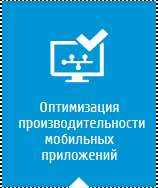 Оптимизация
производительности
мобильных
приложений